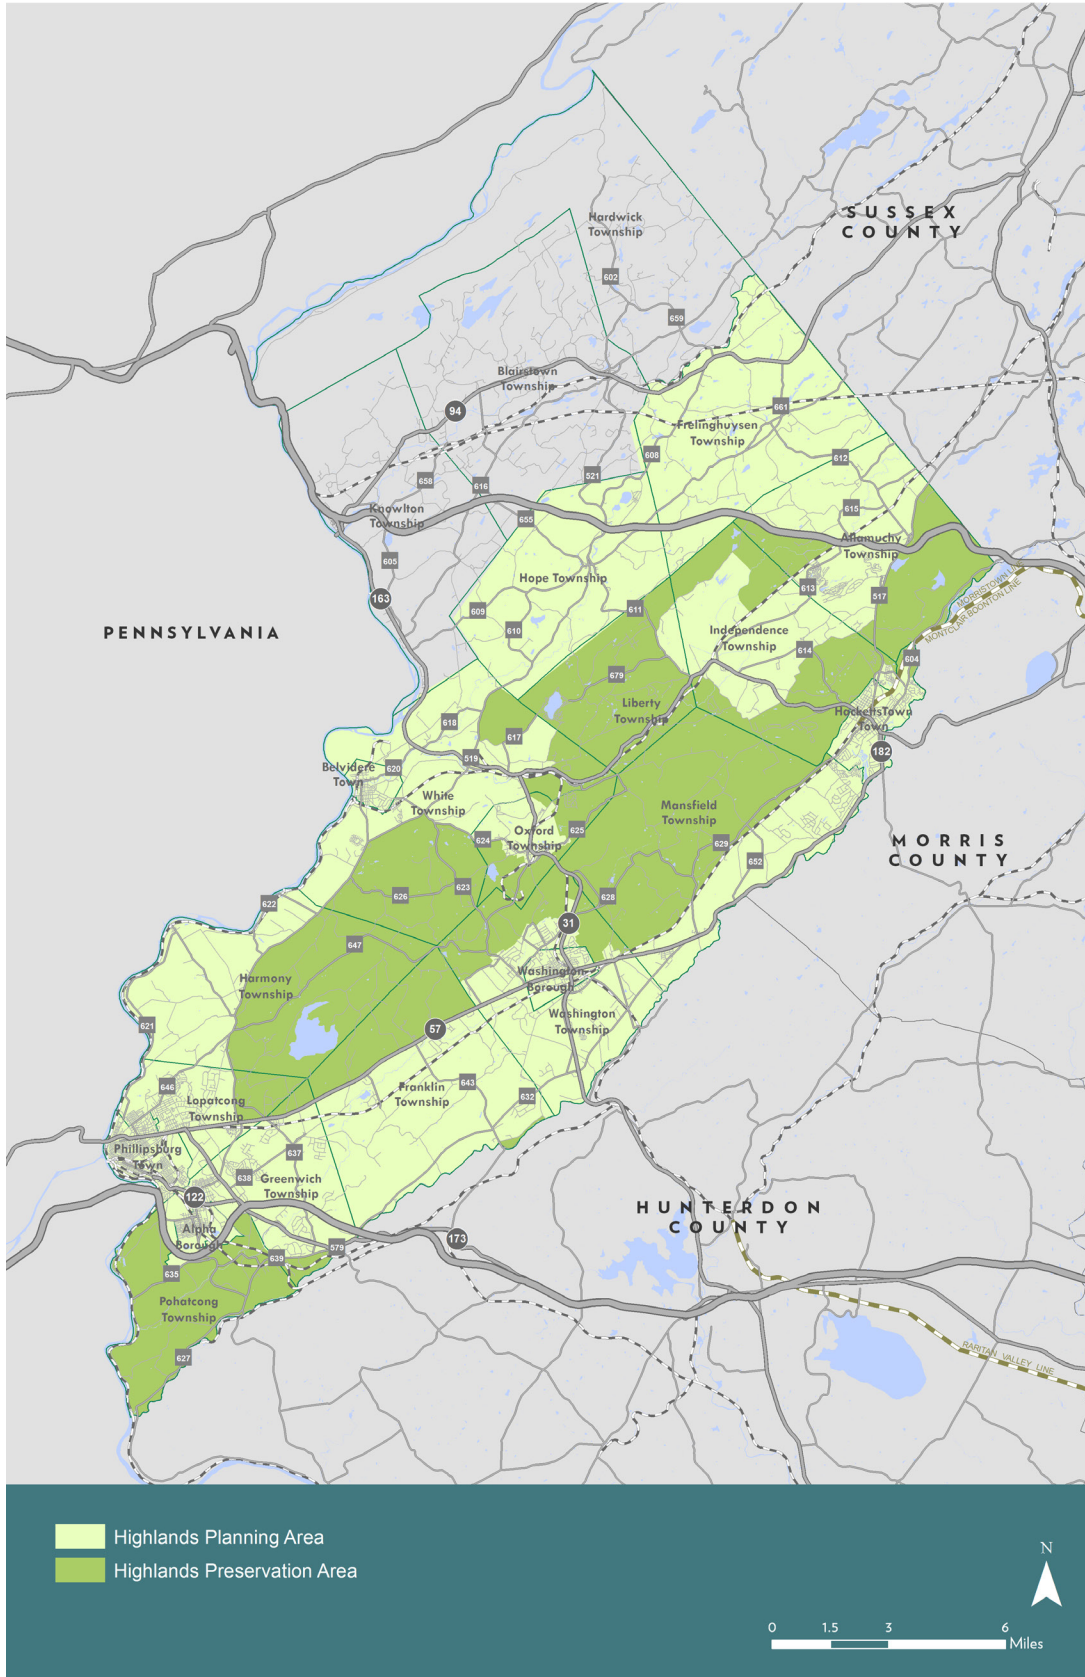 SUSSEX
COUNTY
Hardwick
Township
602
659
Blairstown
Township
94
661
Frelinghuysen
Township
608
612
521
658
616
615
Knowlton
Township
655
Allamuchy
Township
605
Hope Township
613
517
163
MORRISTOWN LINE
MONTCLAIR BOONTON LINE
609
611
610
PENNSYLVANIA
Independence
Township
614
604
679
Liberty
Township
HackettsTown
Town
618
617
182
519
Belvidere
Town
620
White
Township
Mansfield
Township
625
Oxford
Township
624
629
MORRIS
COUNTY
652
623
626
628
622
31
647
Harmony
Township
Washington
Borough
621
57
Washington
Township
646
643
Franklin
Township
632
Lopatcong
Township
Phillipsburg
Town
637
638
Greenwich
Township
122
HUNTERDON
COUNTY
Alpha
Borough
173
579
639
635
Pohatcong
Township
627
RARITAN VALLEY LINE
Highlands Planning Area
Highlands Preservation Area
N
0 1.5 3 6
Miles